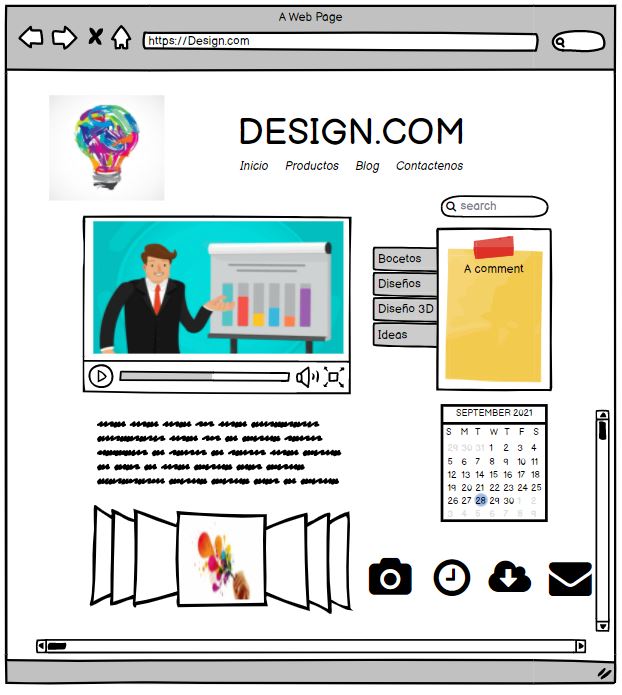 A Web Page
https://Design.com
DESIGN.COM
Inicio Productos Blog Contactenos
search
Bocetos
Diseños
Diseño 3D
Ideas
A comment
SEPTEMBER 2021
S M T W T F S
29 30 31 1 2 3 4
5 6 7 8 9 10 11
12 13 14 15 16 17 18
19 20 21 22 23 24 25
26 27 28 29 30 1 2
3 4 5 6 7 8 9